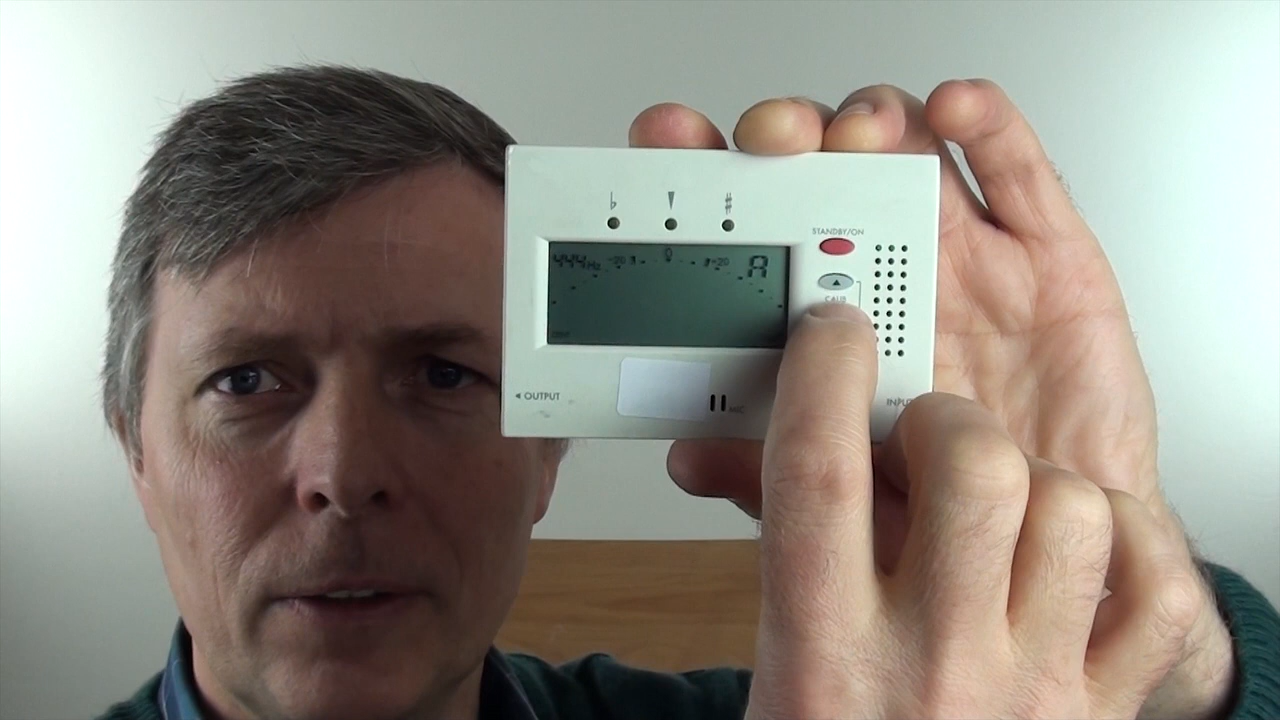 ♭ ♯
STANDBY/ON
444Hz -20 0 +20 A
CALIB
◄ OUTPUT
INPUT
MIC